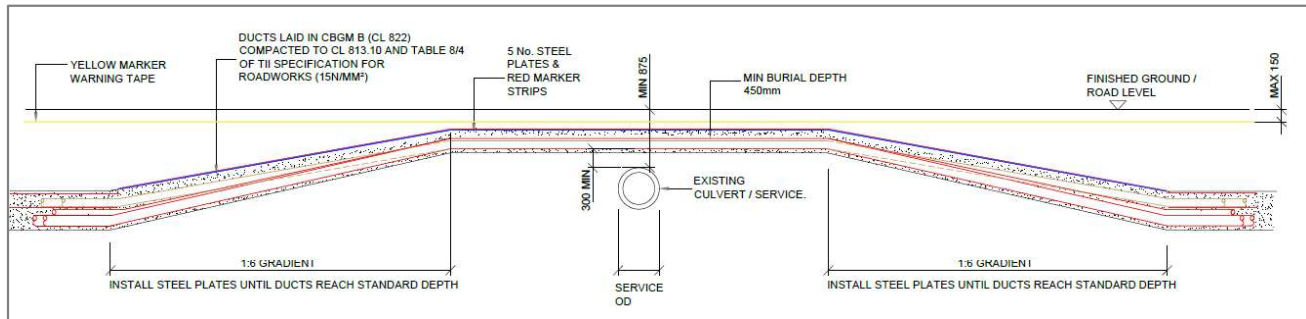 DUCTS LAID IN CBGM B (CL 822)
COMPACTED TO CL 813.10 AND TABLE 8/4
OF TII SPECIFICATION FOR
ROADWORKS (15N/MM²)
YELLOW MARKER
WARNING TAPE
5 No. STEEL
PLATES &
RED MARKER
STRIPS
MIN 875
MIN BURIAL DEPTH
450mm
FINISHED GROUND /
ROAD LEVEL
MAX 150
300 MIN.
EXISTING
CULVERT / SERVICE.
1:6 GRADIENT
INSTALL STEEL PLATES UNTIL DUCTS REACH STANDARD DEPTH
SERVICE
OD
1:6 GRADIENT
INSTALL STEEL PLATES UNTIL DUCTS REACH STANDARD DEPTH